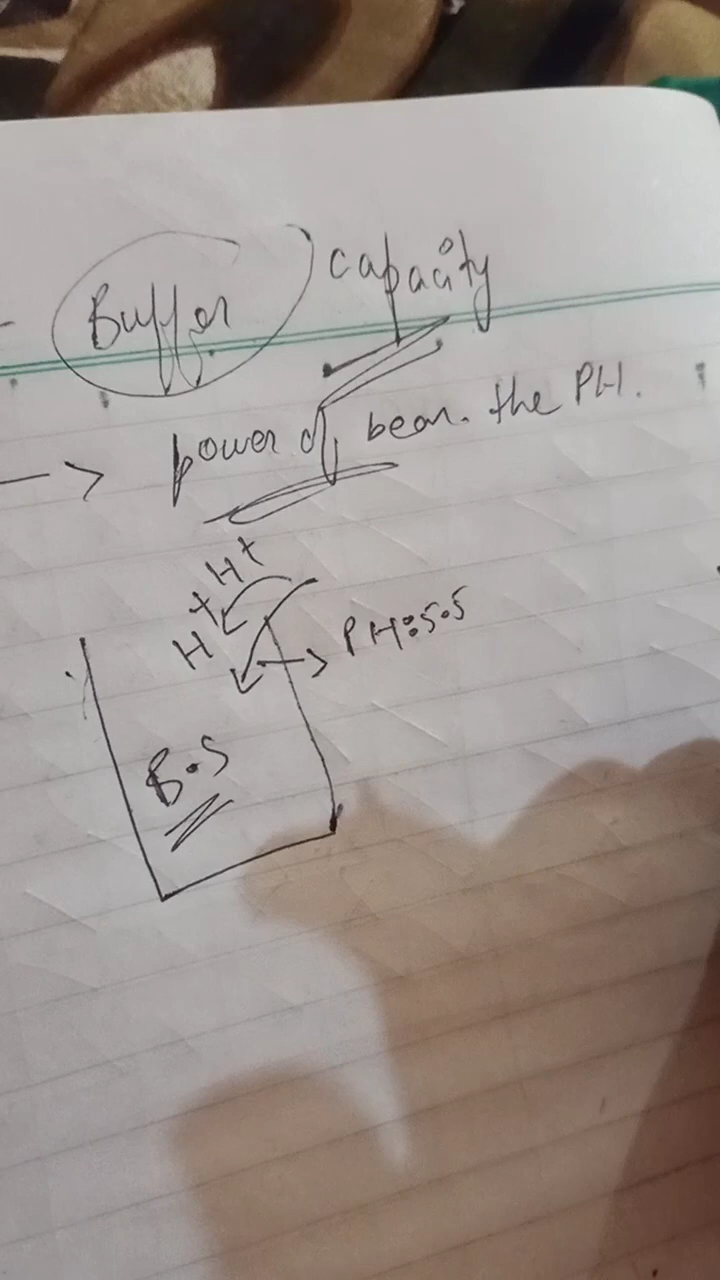 Buffer capacity
→ power of bear the PH.
H+
H+
PH:5.5
B.S